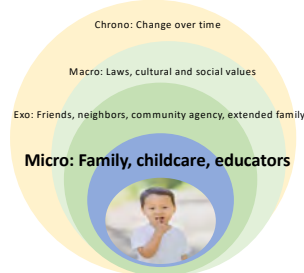 Chrono: Change over time
Macro: Laws, cultural and social values
Exo: Friends, neighbors, community agency, extended family
Micro: Family, childcare, educators